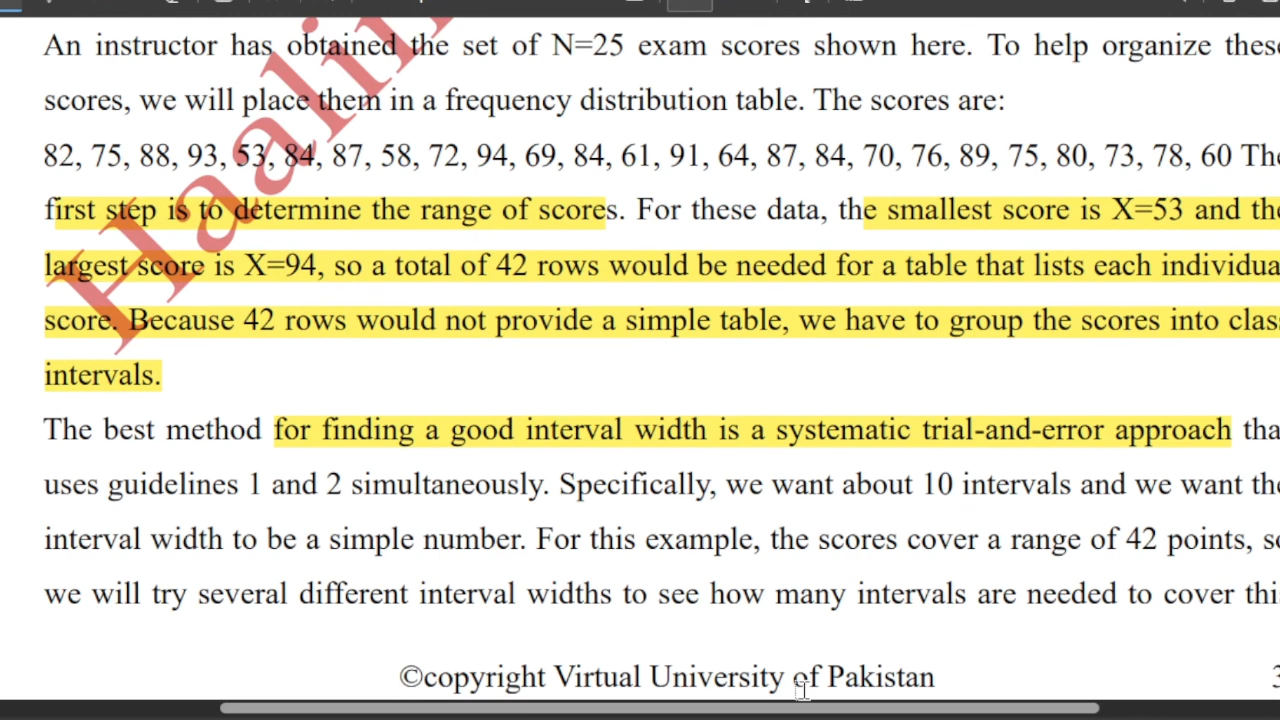 An instructor has obtained the set of N=25 exam scores shown here. To help organize these
scores, we will place them in a frequency distribution table. The scores are:
82, 75, 88, 93, 53, 84, 87, 58, 72, 94, 69, 84, 61, 91, 64, 87, 84, 70, 76, 89, 75, 80, 73, 78, 60 The
first step is to determine the range of scores. For these data, the smallest score is X=53 and the
largest score is X=94, so a total of 42 rows would be needed for a table that lists each individua
score. Because 42 rows would not provide a simple table, we have to group the scores into clas
intervals.
The best method for finding a good interval width is a systematic trial-and-error approach tha
uses guidelines 1 and 2 simultaneously. Specifically, we want about 10 intervals and we want the
interval width to be a simple number. For this example, the scores cover a range of 42 points, so
we will try several different interval widths to see how many intervals are needed to cover thi
©copyright Virtual University of Pakistan
Haalim